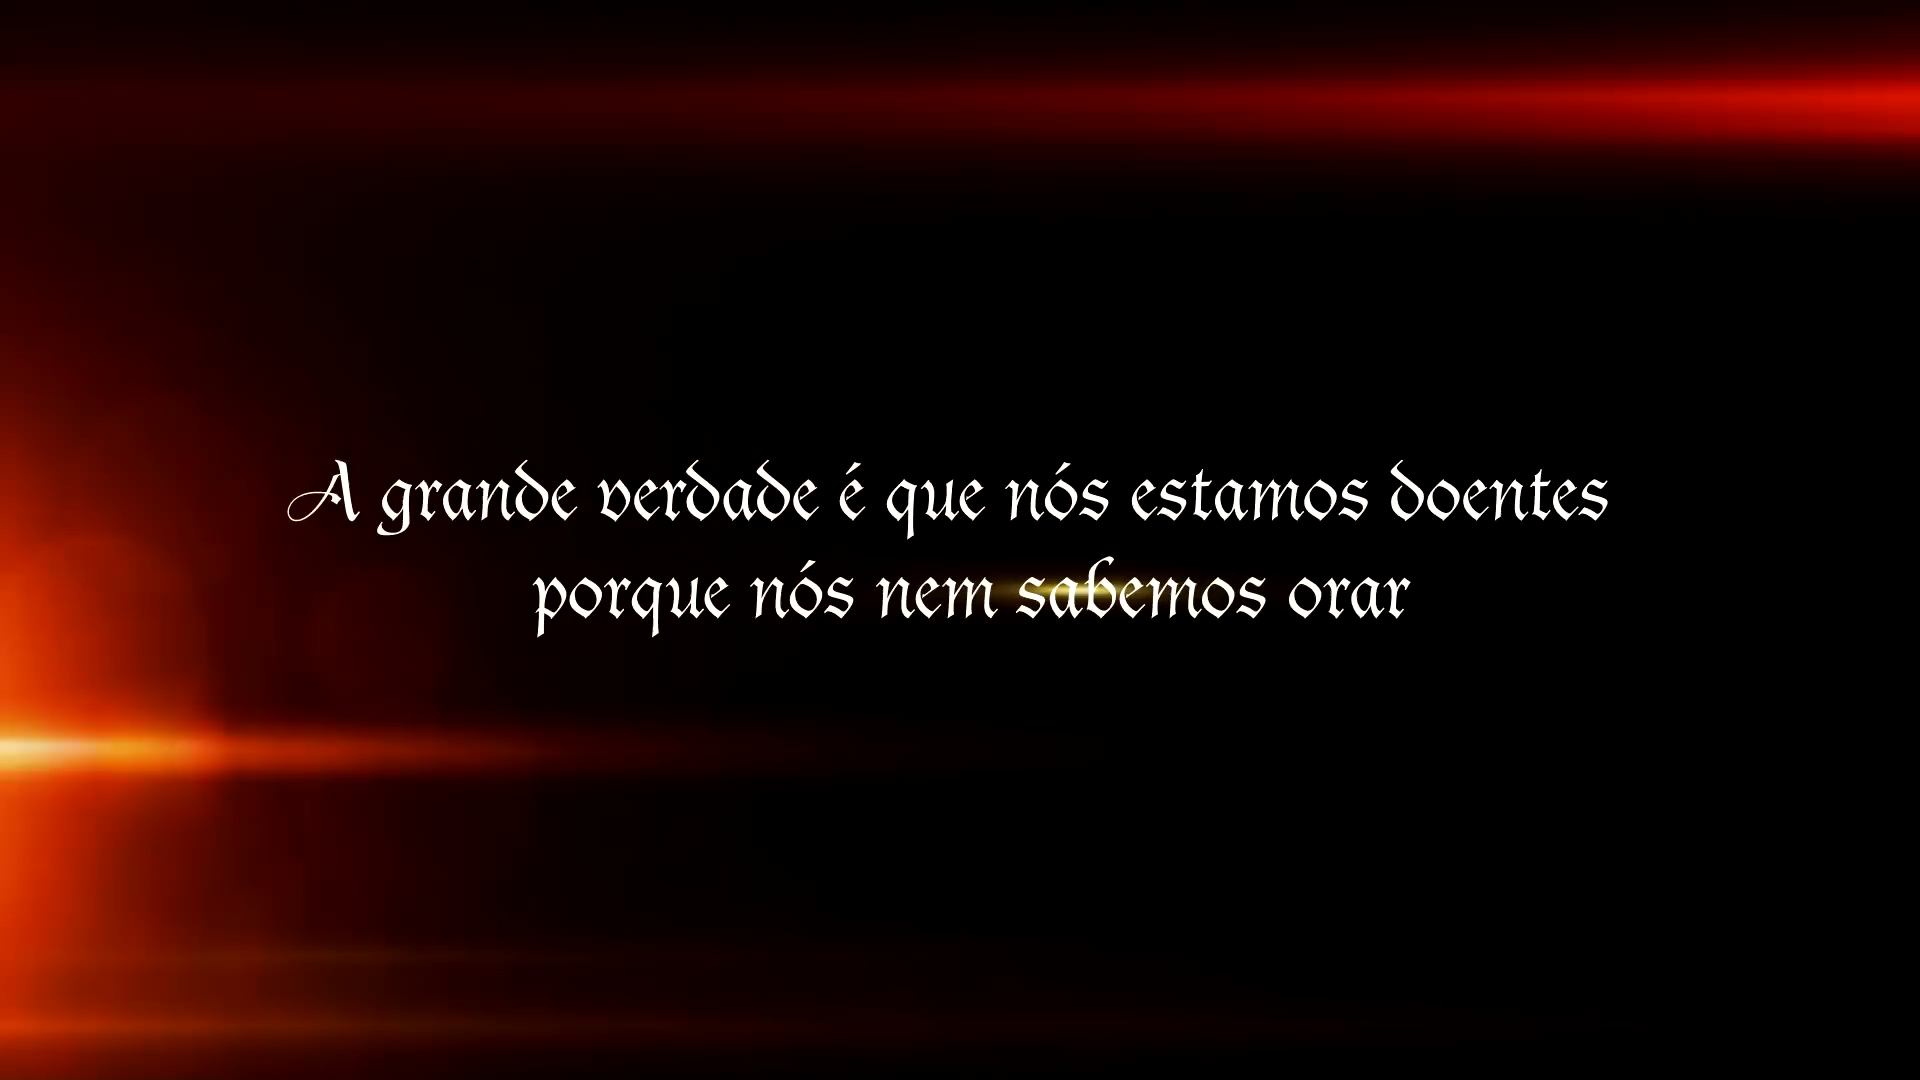 A grande verdade é que nós estamos doentes
porque nós nem sabemos orar